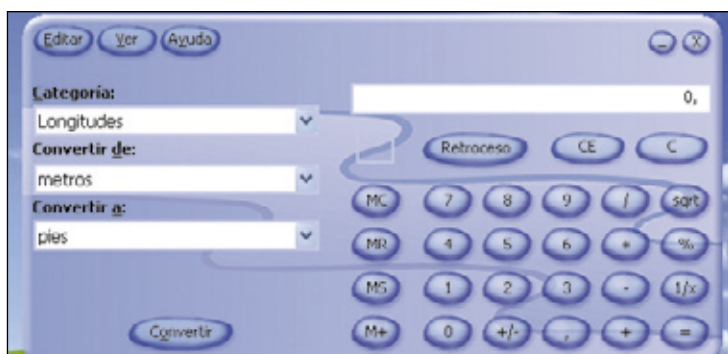 Editar Ver Ayuda - X
Categoría:
Longitudes
Convertir de:
metros
Convertir a:
pies
Convertir
0,
Retroceso CE C
MC 7 8 9 / sqrt
MR 4 5 6 * %
MS 1 2 3 - 1/x
M+ 0 +/- , + =